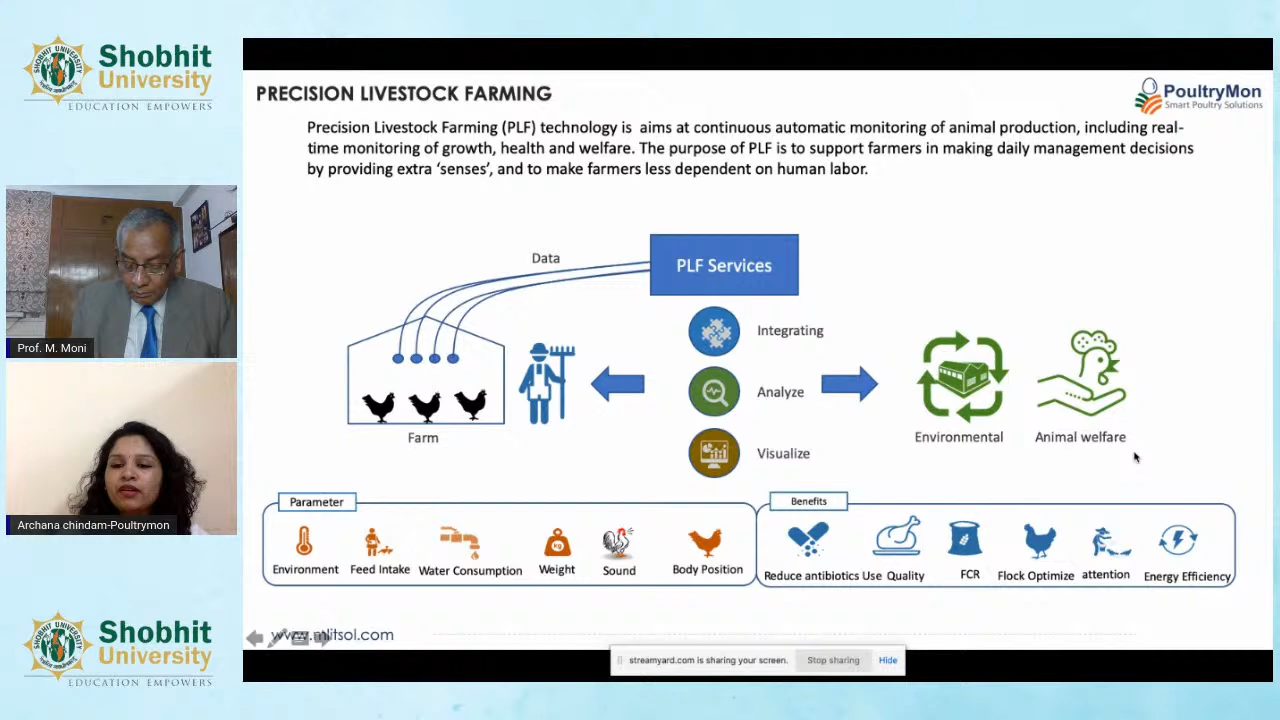 Shobhit
University
EDUCATION EMPOWERS
PRECISION LIVESTOCK FARMING
PoultryMon
Smart Poultry Solutions
Precision Livestock Farming (PLF) technology is aims at continuous automatic monitoring of animal production, including real-
time monitoring of growth, health and welfare. The purpose of PLF is to support farmers in making daily management decisions
by providing extra ‘senses’, and to make farmers less dependent on human labor.
Data
PLF Services
Integrating
Analyze
Visualize
Farm
Environmental
Animal welfare
Prof. M. Moni
Archana chindam-Poultrymon
Parameter
Environment
Feed Intake
Water Consumption
kg
Weight
Sound
Body Position
Benefits
Reduce antibiotics Use
Quality
FCR
Flock Optimize
attention
Energy Efficiency
www.mlitsol.com
streamyard.com is sharing your screen.
Stop sharing
Hide
Shobhit
University
EDUCATION EMPOWERS